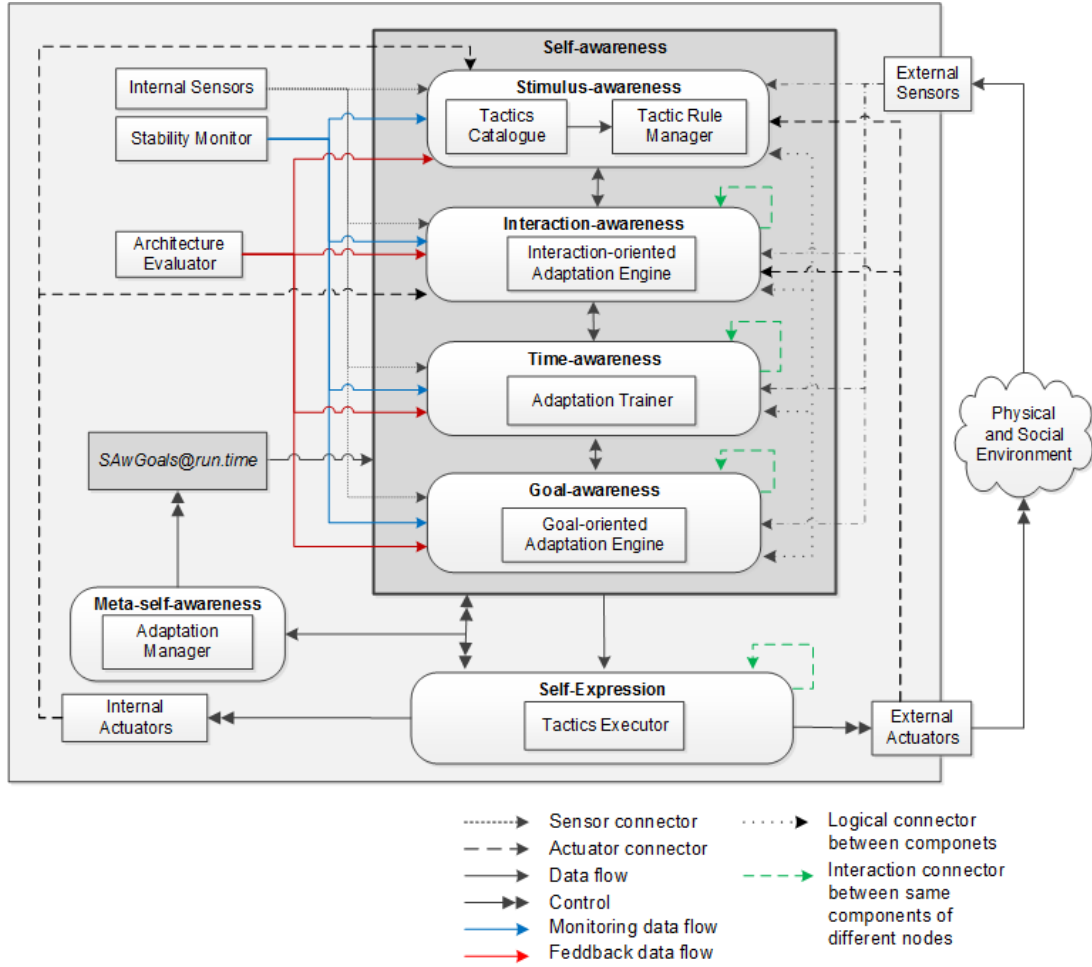 Self-awareness
Internal Sensors
Stimulus-awareness
External
Sensors
Tactics
Catalogue
Tactic Rule
Manager
Stability Monitor
Interaction-awareness
Architecture
Evaluator
Interaction-oriented
Adaptation Engine
Time-awareness
Adaptation Trainer
Physical
and Social
Environment
SAwGoals@run.time
Goal-awareness
Goal-oriented
Adaptation Engine
Meta-self-awareness
Adaptation
Manager
Self-Expression
Internal
Actuators
Tactics Executor
External
Actuators
Sensor connector
Actuator connector
Data flow
Control
Monitoring data flow
Feddback data flow
Logical connector
between componets
Interaction connector
between same
components of
different nodes